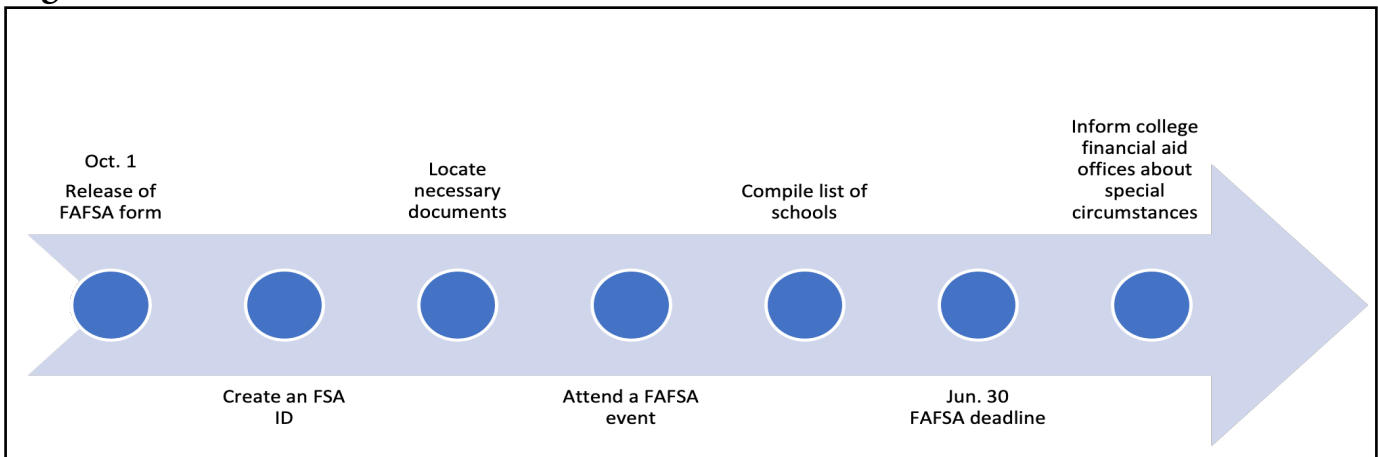 Oct. 1
Release of
FAFSA form
Create an FSA
ID
Locate
necessary
documents
Attend a FAFSA
event
Compile list of
schools
Jun. 30
FAFSA deadline
Inform college
financial aid
offices about
special
circumstances